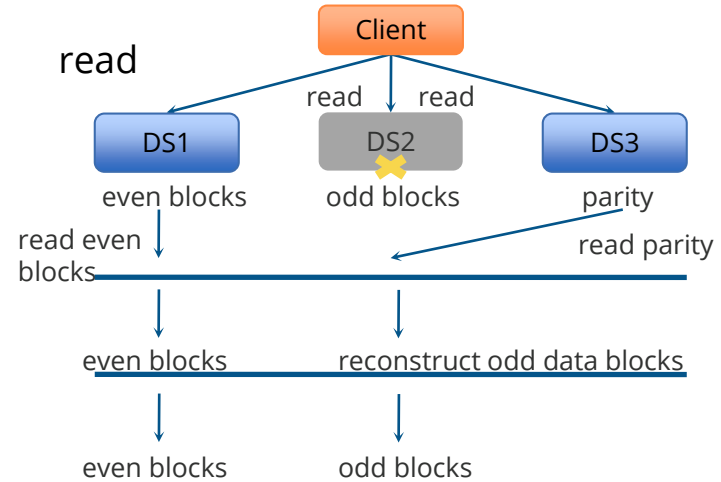 Client
read
read
read
DS1
DS2
DS3
even blocks
odd blocks
parity
read even
blocks
read parity
even blocks
reconstruct odd data blocks
even blocks
odd blocks